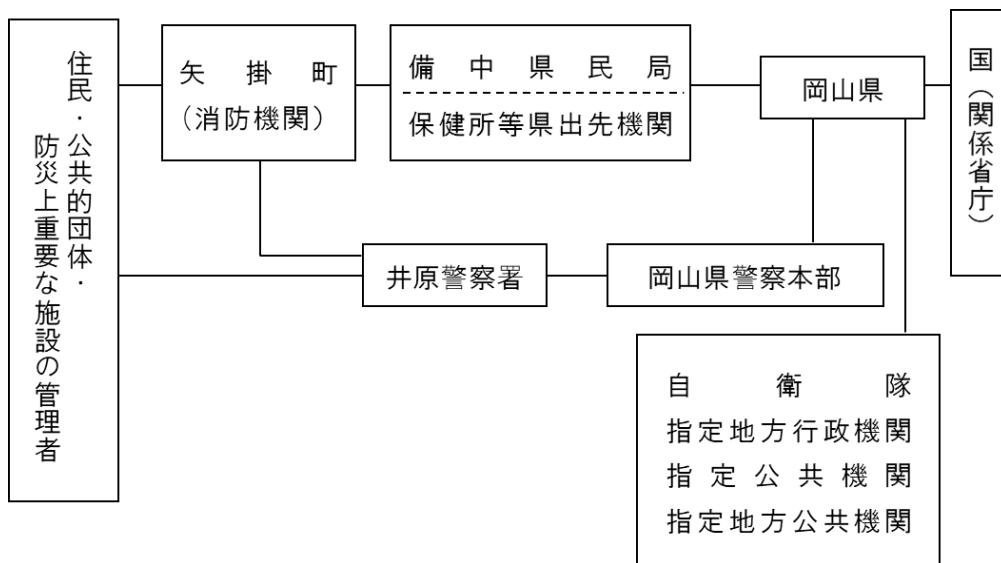 住民・公共的団体・
防災上重要な施設の管理者
矢掛町
（消防機関）
備中県民局
保健所等県出先機関
岡山県
国（関係省庁）
井原警察署
岡山県警察本部
自衛隊
指定地方行政機関
指定公共機関
指定地方公共機関